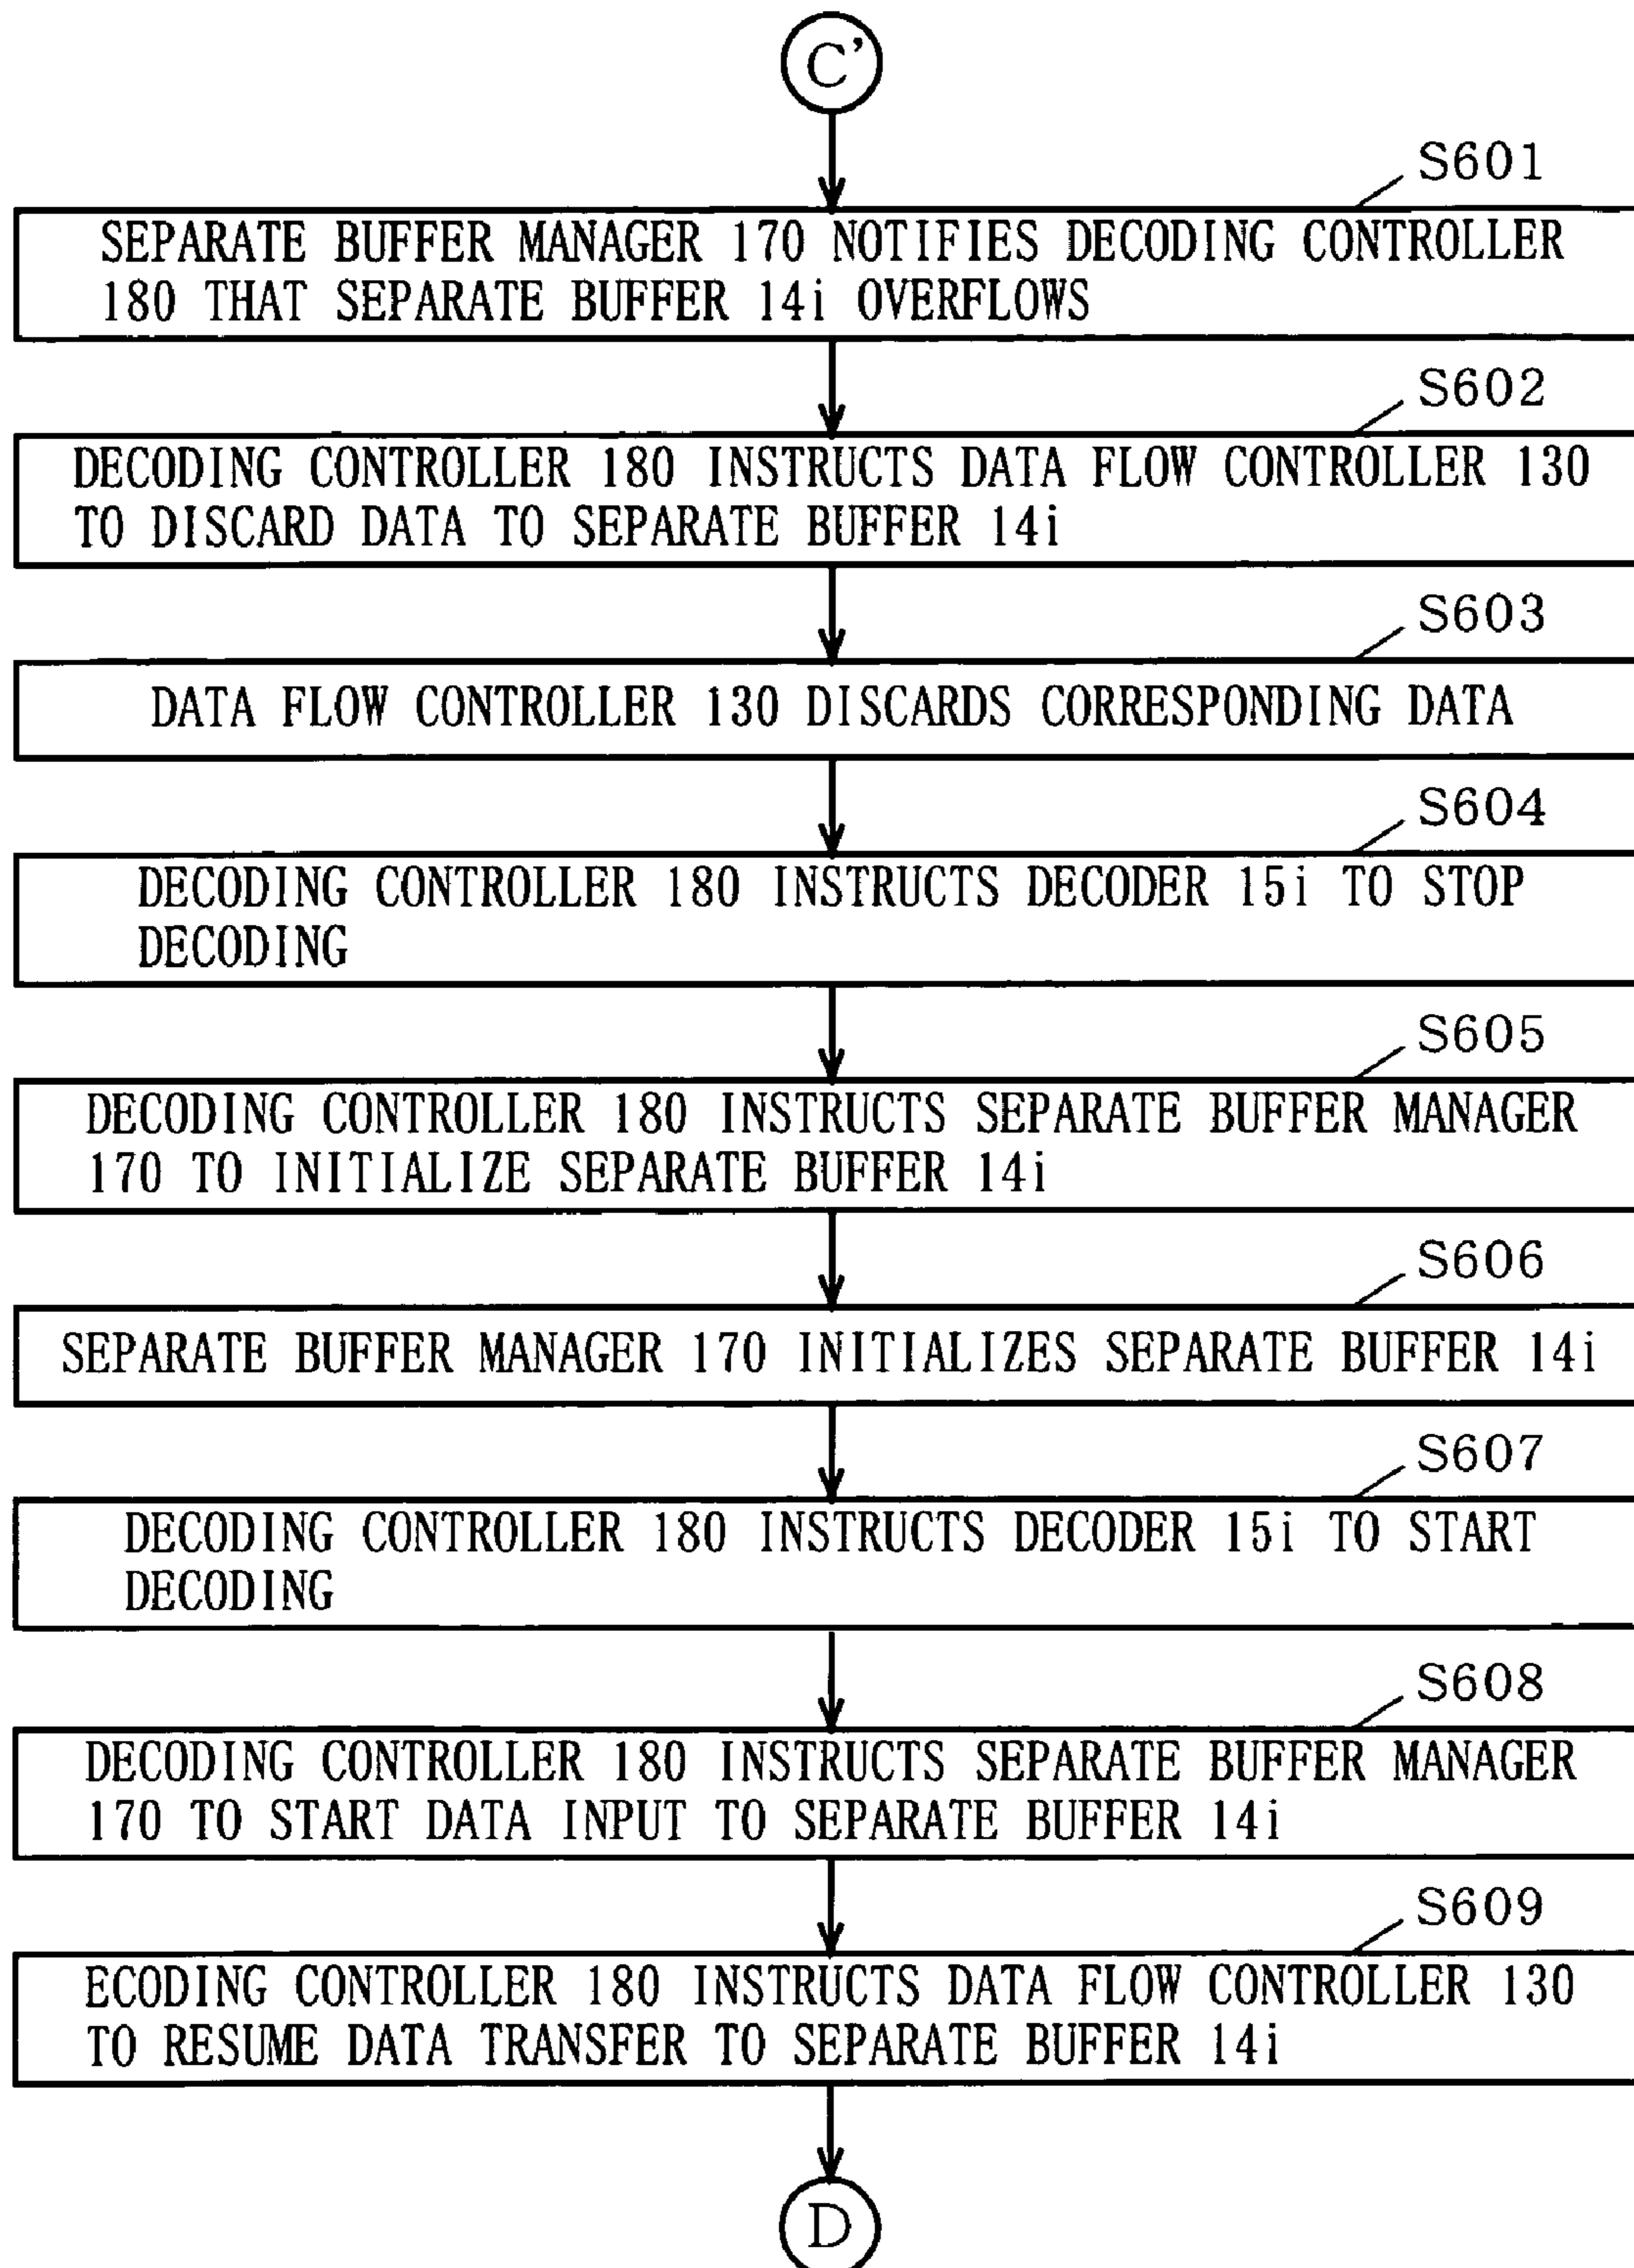 C'
S601
SEPARATE BUFFER MANAGER 170 NOTIFIES DECODING CONTROLLER
180 THAT SEPARATE BUFFER 14i OVERFLOWS
S602
DECODING CONTROLLER 180 INSTRUCTS DATA FLOW CONTROLLER 130
TO DISCARD DATA TO SEPARATE BUFFER 14i
S603
DATA FLOW CONTROLLER 130 DISCARDS CORRESPONDING DATA
S604
DECODING CONTROLLER 180 INSTRUCTS DECODER 15i TO STOP
DECODING
S605
DECODING CONTROLLER 180 INSTRUCTS SEPARATE BUFFER MANAGER
170 TO INITIALIZE SEPARATE BUFFER 14i
S606
SEPARATE BUFFER MANAGER 170 INITIALIZES SEPARATE BUFFER 14i
S607
DECODING CONTROLLER 180 INSTRUCTS DECODER 15i TO START
DECODING
S608
DECODING CONTROLLER 180 INSTRUCTS SEPARATE BUFFER MANAGER
170 TO START DATA INPUT TO SEPARATE BUFFER 14i
S609
ECODING CONTROLLER 180 INSTRUCTS DATA FLOW CONTROLLER 130
TO RESUME DATA TRANSFER TO SEPARATE BUFFER 14i
D